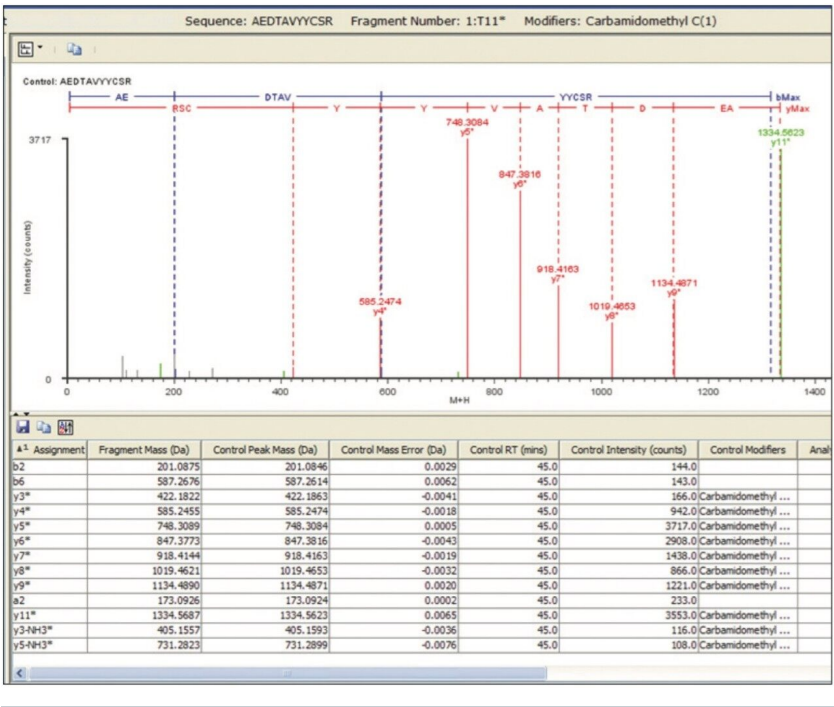 t Sequence: AEDTAVYYCSR Fragment Number: 1:T11* Modifiers: Carbamidomethyl C(1)
Control: AEDTAVYYCSR
AE DTAV YYCSR bMax
RSC Y Y V A T D EA yMax
748.3084
y5*
1334.5623
y11*
3717
847.3816
y6*
918.4163
y7*
1134.4871
y9*
585.2474
y4*
1019.4653
y8*
Intensity (counts)
0
0 200 400 600 800 1000 1200 1400
M+H
▲1 Assignment Fragment Mass (Da) Control Peak Mass (Da) Control Mass Error (Da) Control RT (mins) Control Intensity (counts) Control Modifiers Analy
b2 201.0875 201.0846 0.0029 45.0 144.0
b6 587.2676 587.2614 0.0062 45.0 143.0
y3* 422.1822 422.1863 -0.0041 45.0 166.0 Carbamidomethyl ...
y4* 585.2455 585.2474 -0.0018 45.0 942.0 Carbamidomethyl ...
y5* 748.3089 748.3084 0.0005 45.0 3717.0 Carbamidomethyl ...
y6* 847.3773 847.3816 -0.0043 45.0 2908.0 Carbamidomethyl ...
y7* 918.4144 918.4163 -0.0019 45.0 1438.0 Carbamidomethyl ...
y8* 1019.4621 1019.4653 -0.0032 45.0 866.0 Carbamidomethyl ...
y9* 1134.4890 1134.4871 0.0020 45.0 1221.0 Carbamidomethyl ...
a2 173.0926 173.0924 0.0002 45.0 233.0
y11* 1334.5687 1334.5623 0.0065 45.0 3553.0 Carbamidomethyl ...
y3-NH3* 405.1557 405.1593 -0.0036 45.0 116.0 Carbamidomethyl ...
y5-NH3* 731.2823 731.2899 -0.0076 45.0 108.0 Carbamidomethyl ...